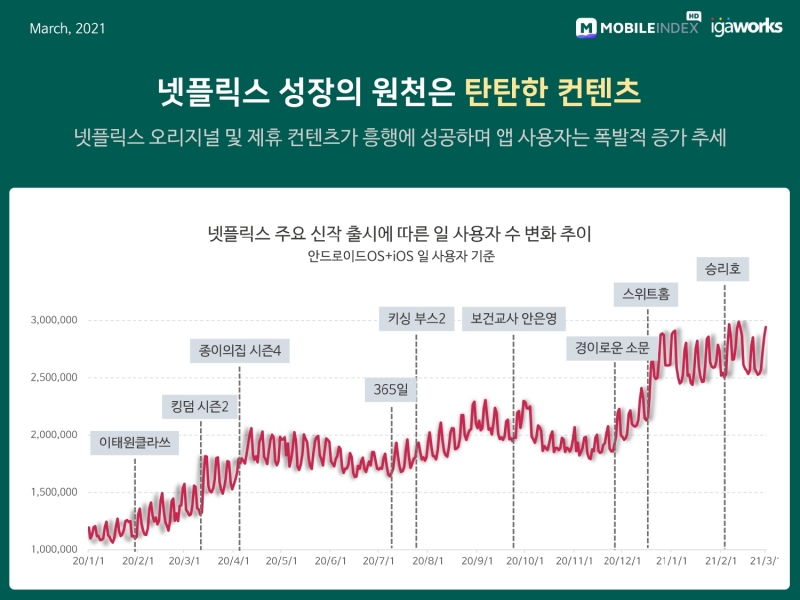 March, 2021
M MOBILEINDEX HD igaworks
넷플릭스 성장의 원천은 탄탄한 컨텐츠
넷플릭스 오리지널 및 제휴 컨텐츠가 흥행에 성공하며 앱 사용자는 폭발적 증가 추세
넷플릭스 주요 신작 출시에 따른 일 사용자 수 변화 추이
안드로이드OS+iOS 일 사용자 기준
승리호
스위트홈
3,000,000
키싱 부스2
보건교사 안은영
종이의집 시즌4
경이로운 소문
2,500,000
365일
킹덤 시즌2
2,000,000
이태원클라쓰
1,500,000
1,000,000
20/1/1 20/2/1 20/3/1 20/4/1 20/5/1 20/6/1 20/7/1 20/8/1 20/9/1 20/10/1 20/11/1 20/12/1 21/1/1 21/2/1 21/3/